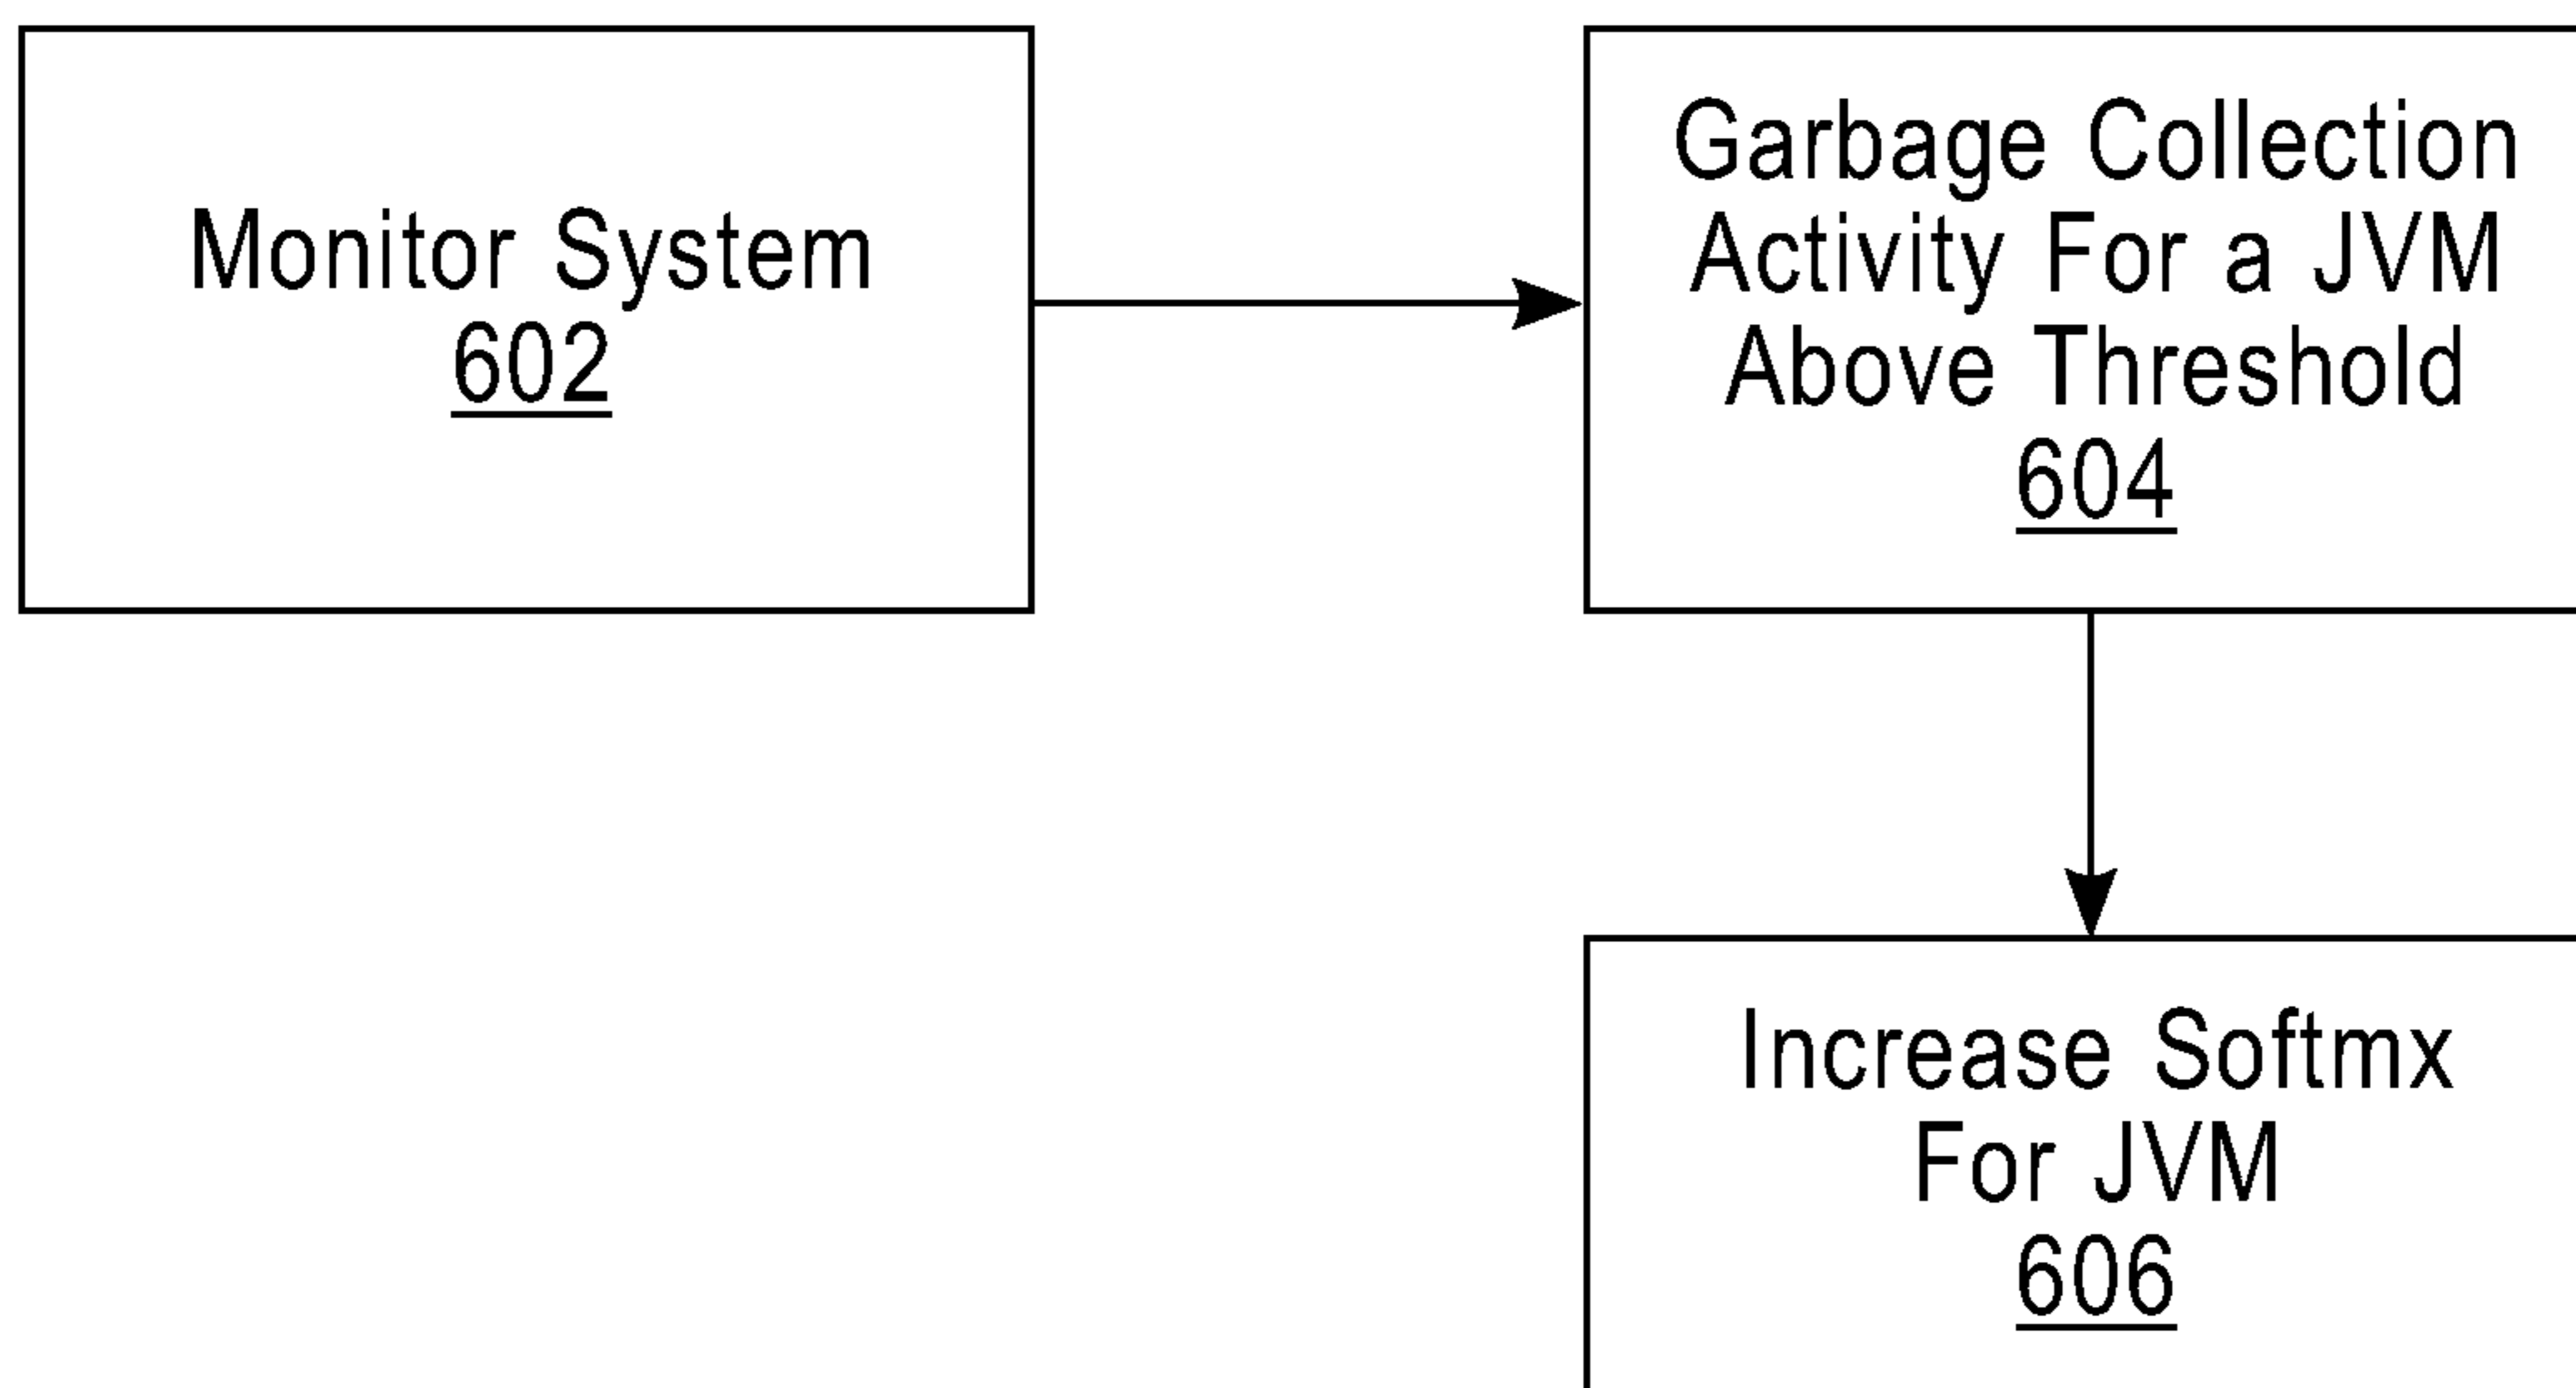 Monitor System
602
Garbage Collection
Activity For a JVM
Above Threshold
604
Increase Softmx
For JVM
606